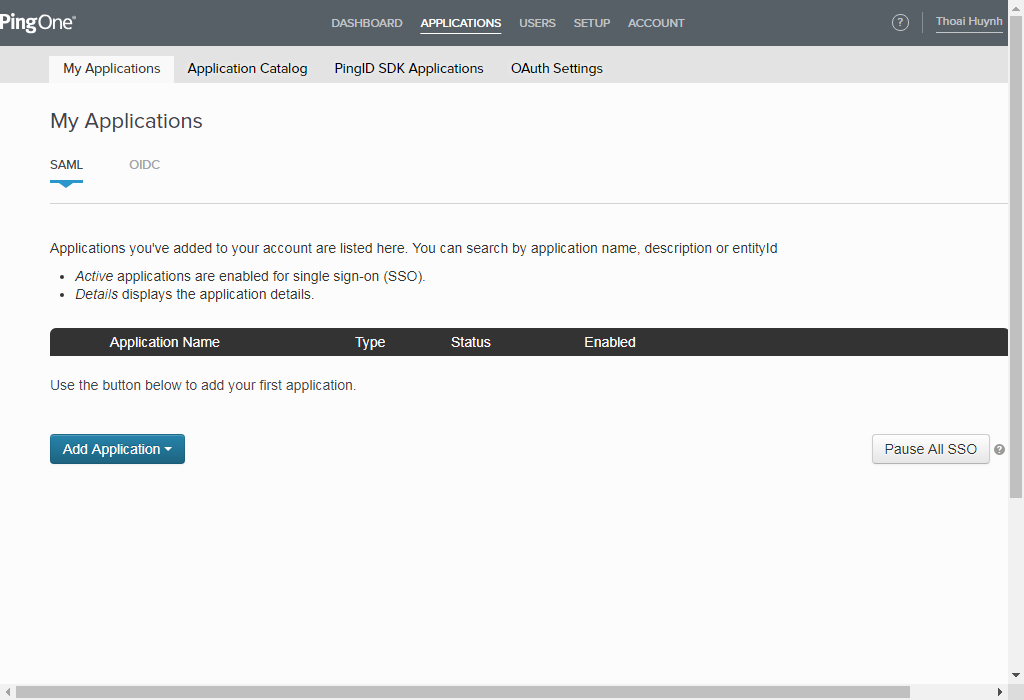 PingOne®
DASHBOARD APPLICATIONS USERS SETUP ACCOUNT ? Thoai Huynh
My Applications Application Catalog PingID SDK Applications OAuth Settings
My Applications
SAML OIDC
Applications you've added to your account are listed here. You can search by application name, description or entityId
• Active applications are enabled for single sign-on (SSO).
• Details displays the application details.
Application Name Type Status Enabled
Use the button below to add your first application.
Add Application Pause All SSO ?